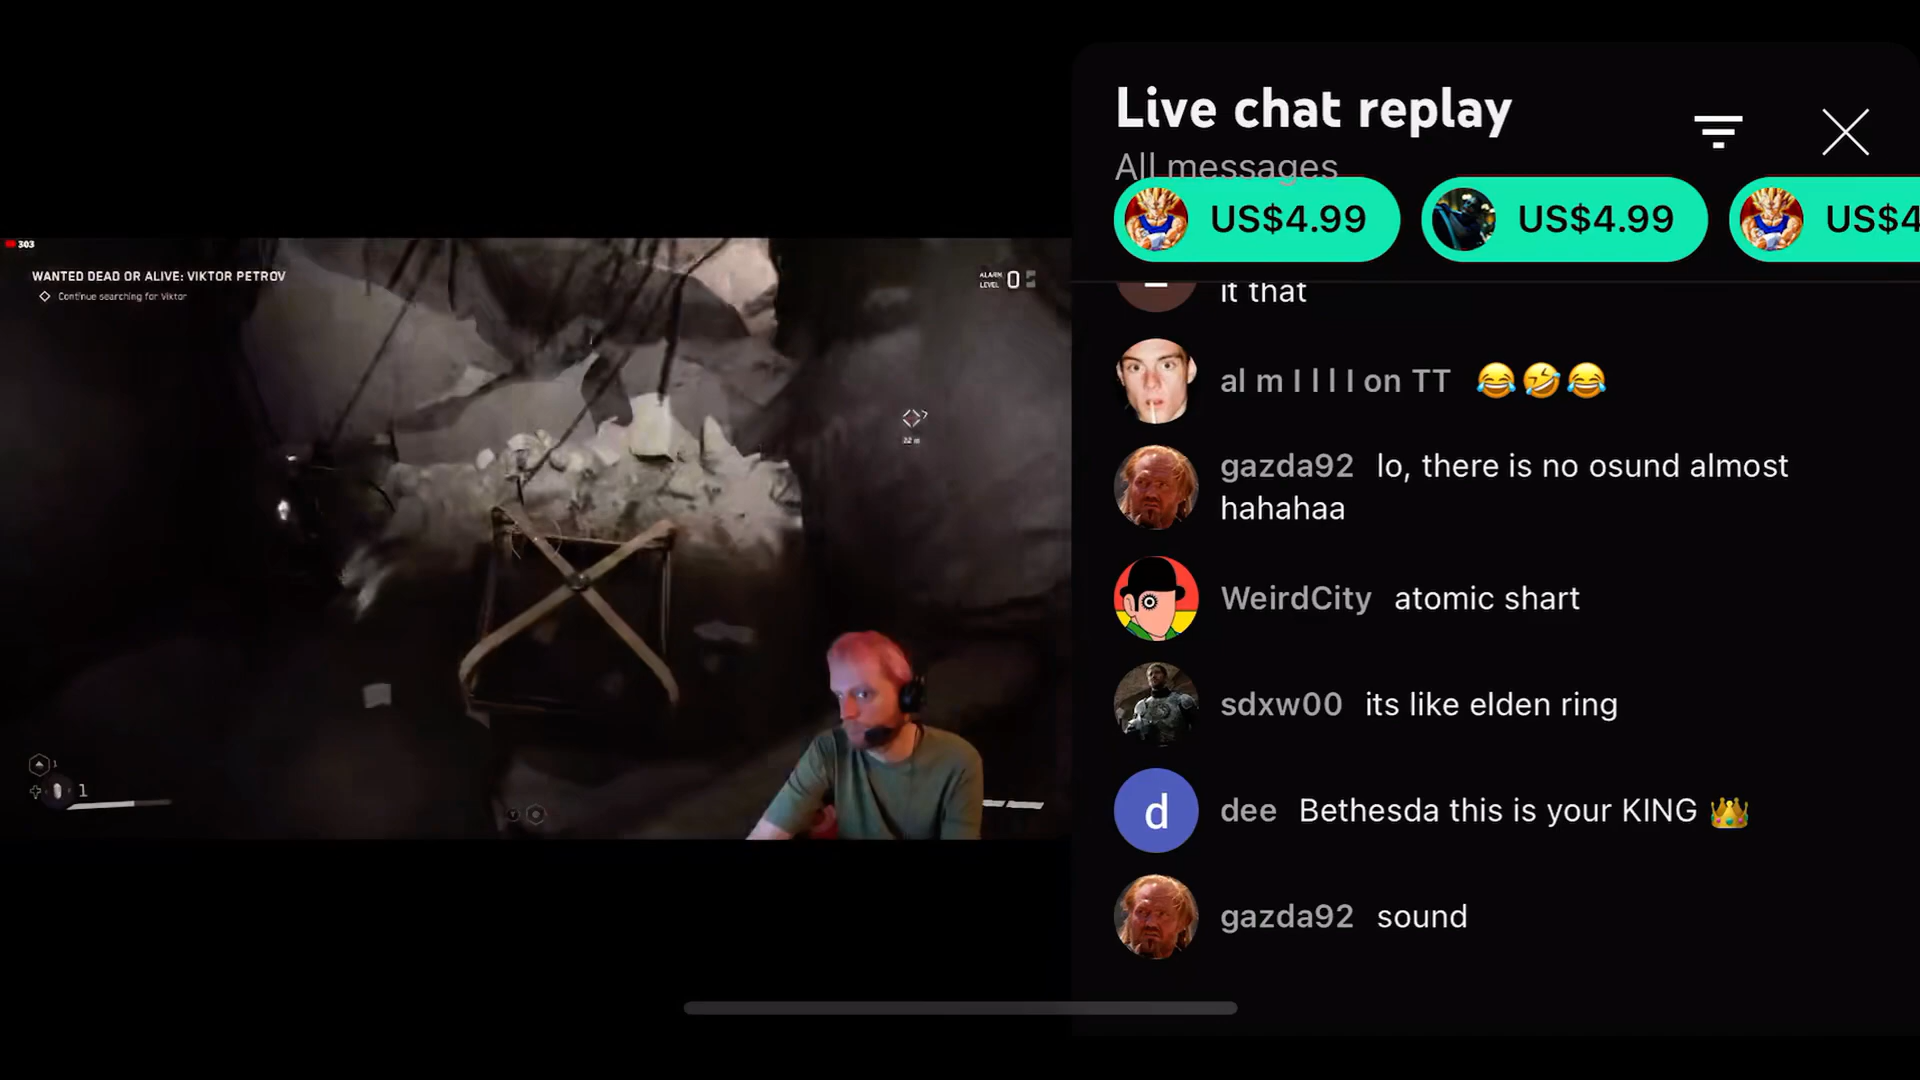 303
WANTED DEAD OR ALIVE: VIKTOR PETROV
Continue searching for Viktor
ALARM
LEVEL 0
22 m
1
1
Y
Live chat replay
All messages
US$4.99
US$4.99
US$4
it that
al m I l l I on TT 😂🤣😂
gazda92 lo, there is no osund almost
hahahaa
WeirdCity atomic shart
sdxw00 its like elden ring
d
dee Bethesda this is your KING 👑
gazda92 sound